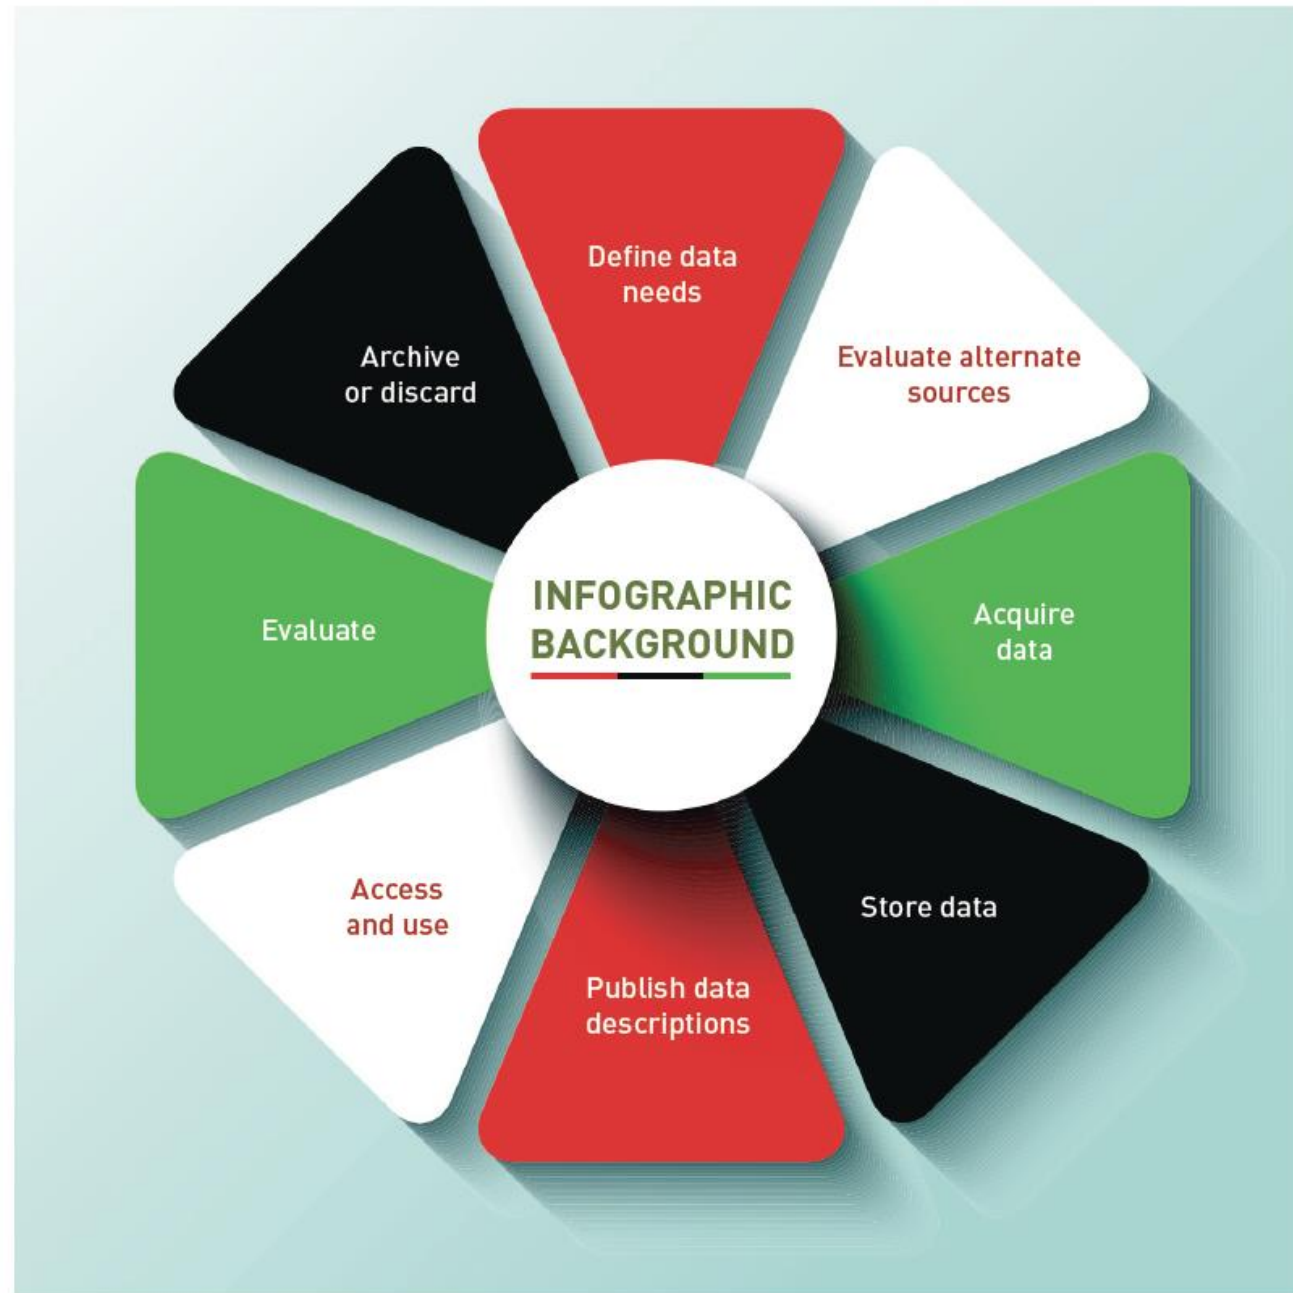 Define data
needs
Evaluate alternate
sources
Acquire
data
Store data
Publish data
descriptions
Access
and use
Evaluate
Archive
or discard
INFOGRAPHIC
BACKGROUND